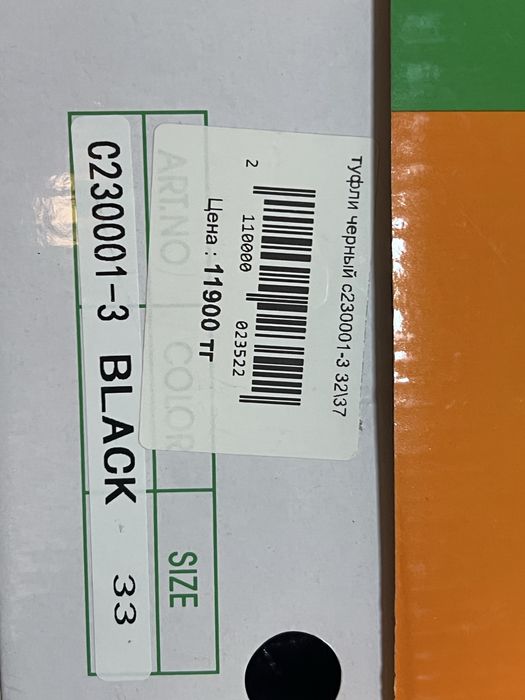 туфли черный с230001-3 32\37
2 110000 023522
Цена : 11900 тг
ART.NO COLOR SIZE
C230001-3 BLACK 33